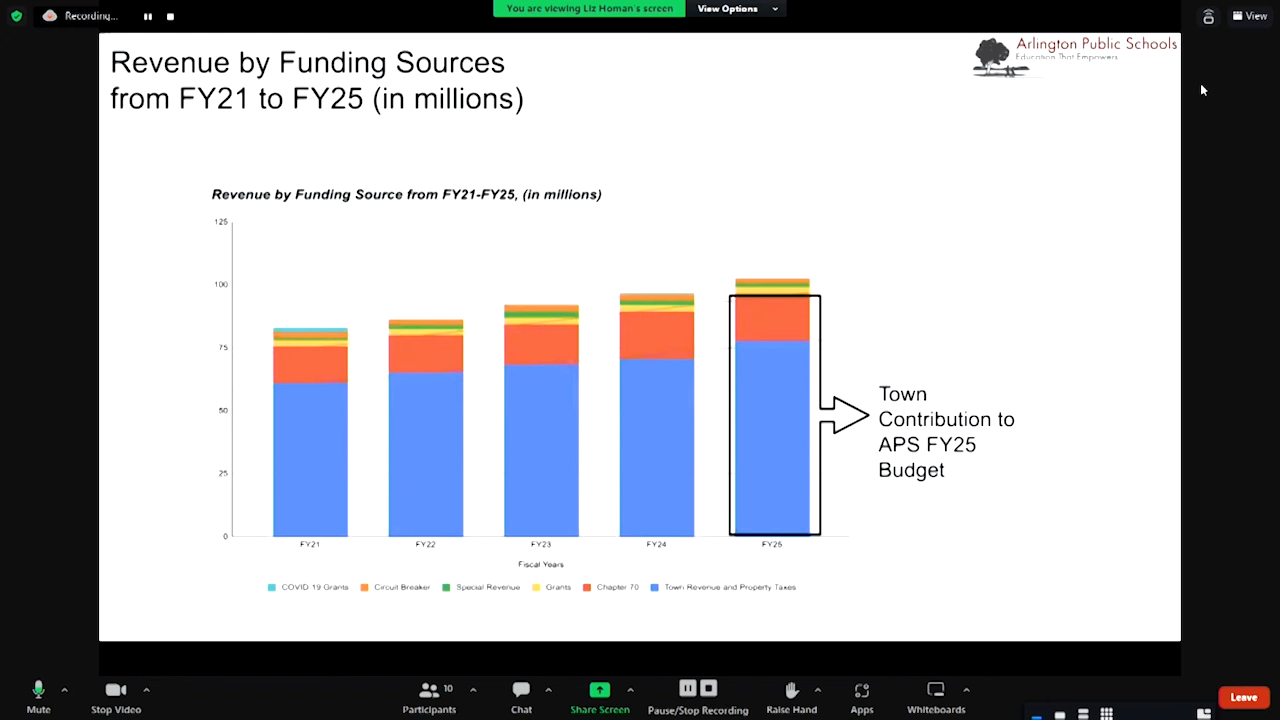 Recording...
You are viewing Liz Homan's screen
View Options
View
Arlington Public Schools
Education That Empowers
Revenue by Funding Sources
from FY21 to FY25 (in millions)
Revenue by Funding Source from FY21-FY25, (in millions)
125
100
75
50
25
0
FY21
FY22
FY23
FY24
FY25
Fiscal Years
COVID-19 Grants
Circuit Breaker
Special Revenue
Grants
Chapter 70
Town Revenue and Property Taxes
Town
Contribution to
APS FY25
Budget
Mute
Stop Video
10
Participants
Chat
Share Screen
Pause/Stop Recording
Raise Hand
Apps
Whiteboards
Leave